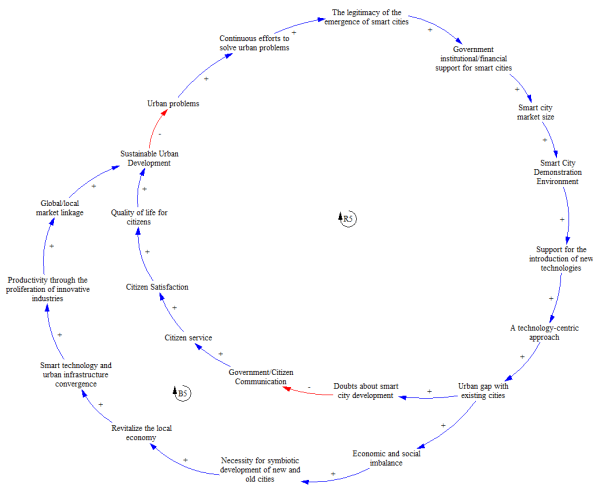 The legitimacy of the
emergence of smart cities
+
Continuous efforts to
solve urban problems
+
Government
institutional/financial
support for smart cities
+
Smart city
market size
+
Smart City
Demonstration
Environment
+
Support for the
introduction of new
technologies
+
A technology-centric
approach
+
Urban gap with
existing cities
+
Doubts about smart
city development
-
Government/Citizen
Communication
+
Citizen service
+
Citizen Satisfaction
+
Quality of life for
citizens
+
Sustainable Urban
Development
-
Urban problems
+
+
Economic and social
imbalance
+
Necessity for symbiotic
development of new and
old cities
+
Revitalize the local
economy
+
Smart technology and
urban infrastructure
convergence
+
Productivity through the
proliferation of innovative
industries
+
Global/local
market linkage
+
R5
B5